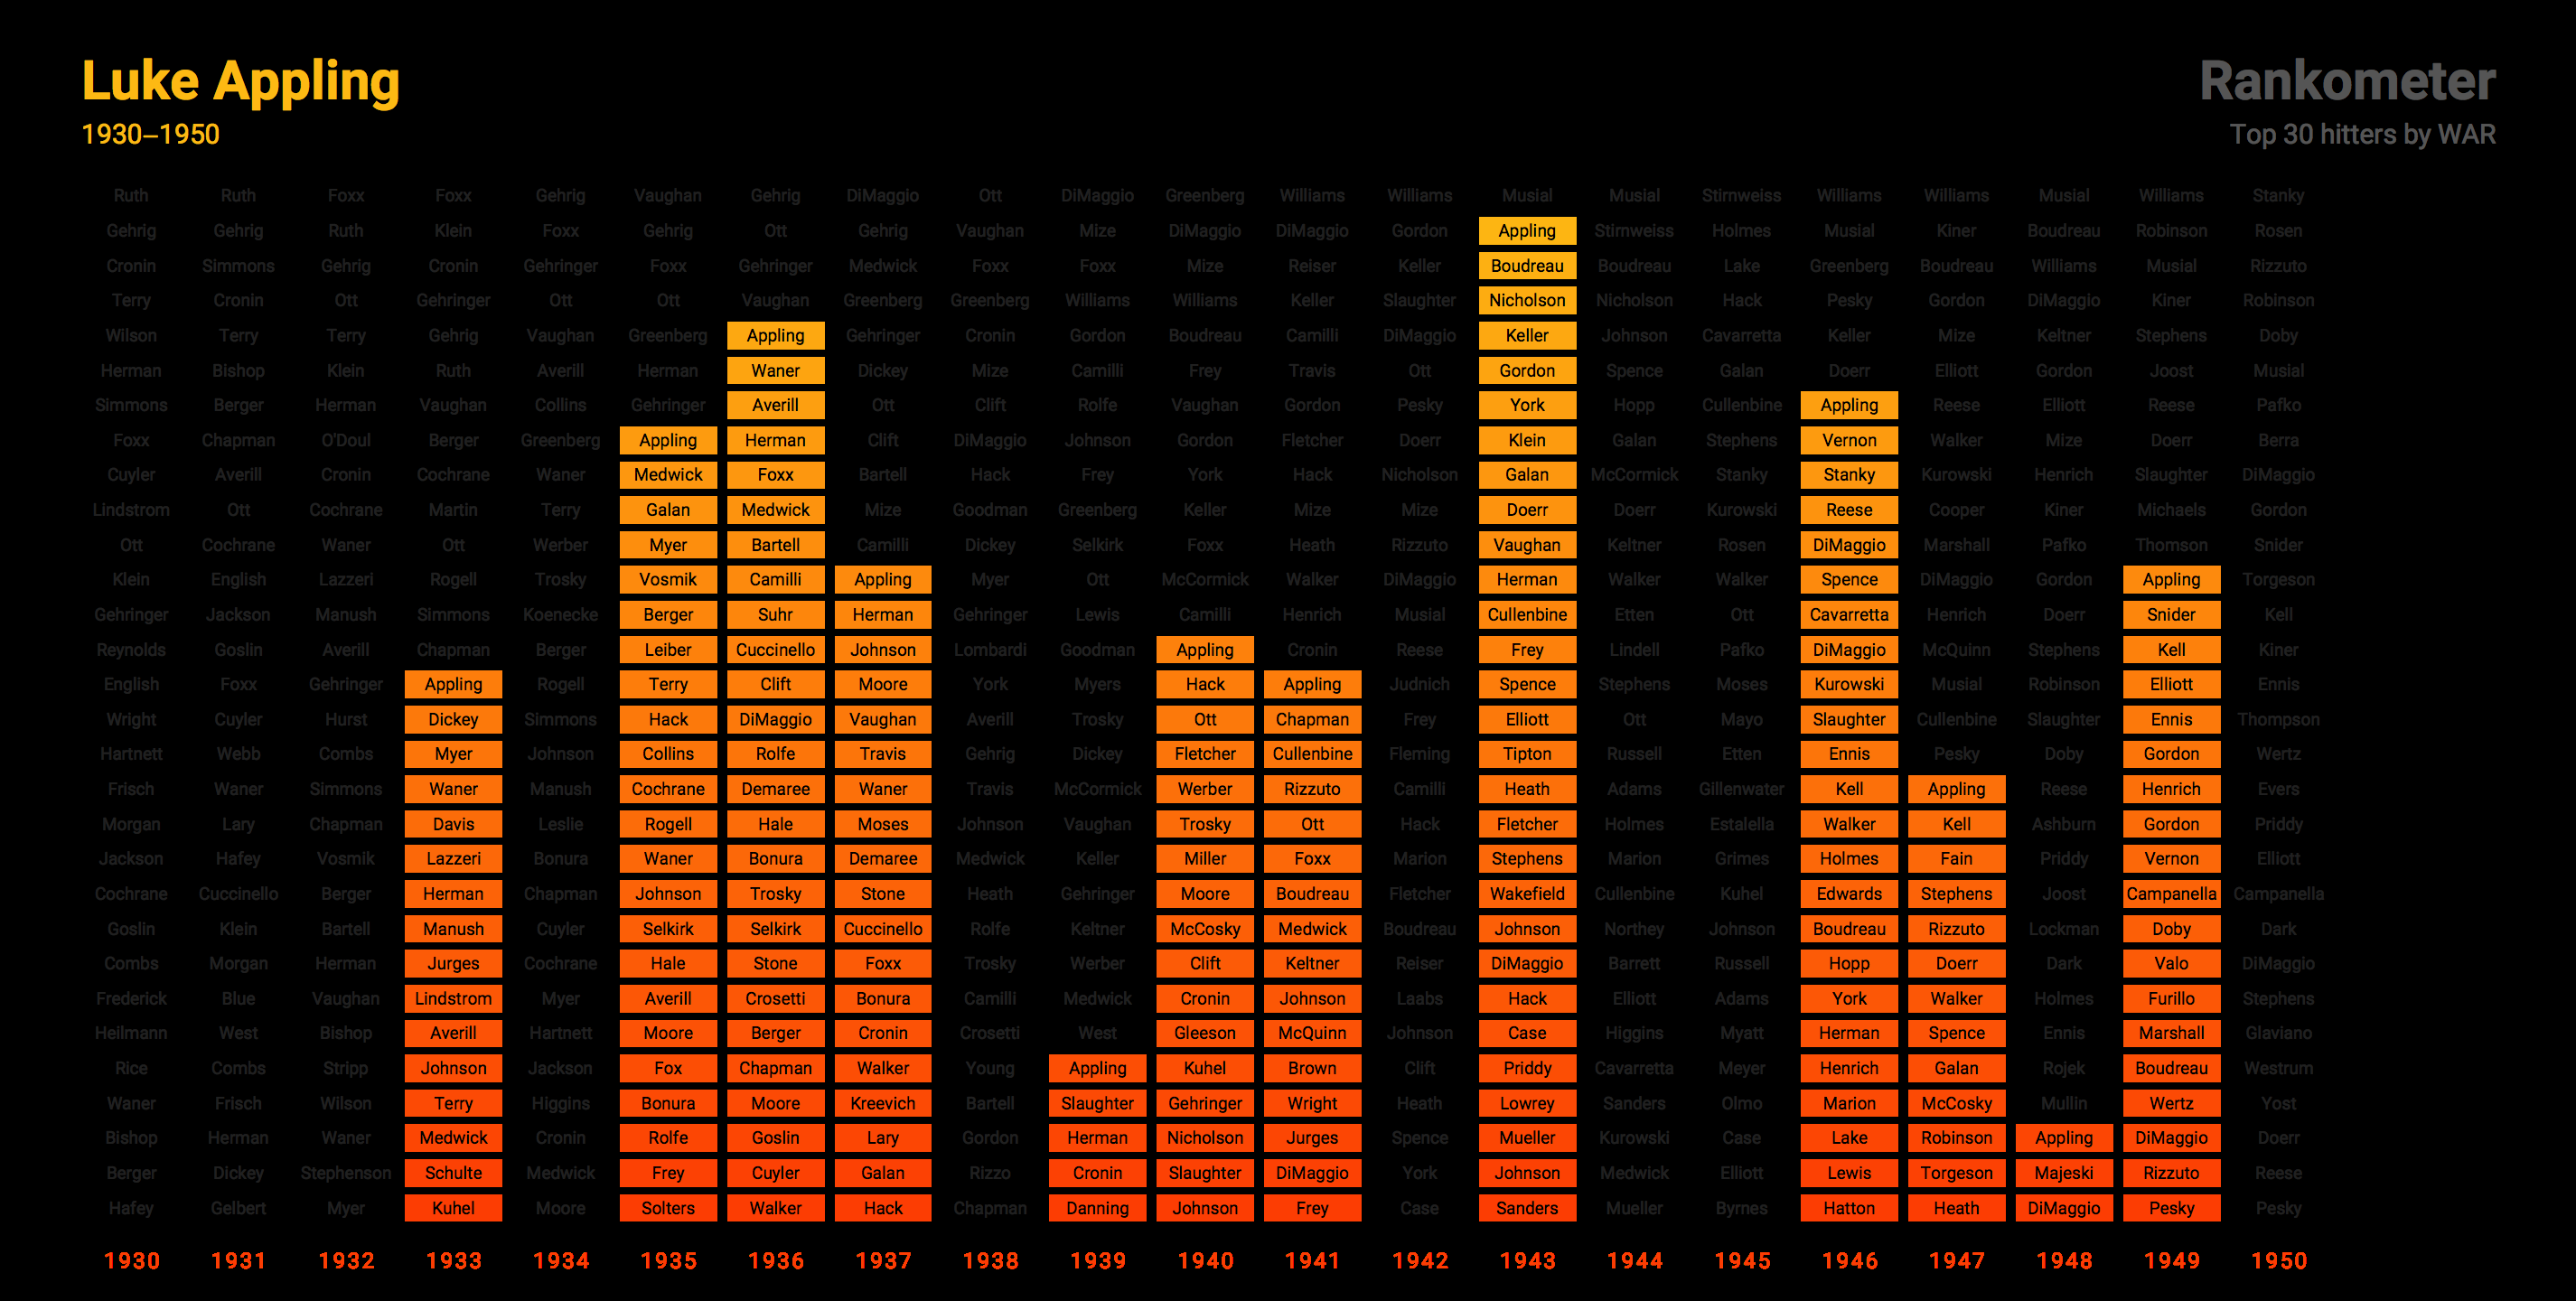 Luke Appling
1930–1950
Rankometer
Top 30 hitters by WAR
Ruth Ruth Foxx Foxx Gehrig Vaughan Gehrig DiMaggio Ott DiMaggio Greenberg Williams Williams Musial Musial Stirnweiss Williams Williams Musial Williams Stanky
Gehrig Gehrig Ruth Klein Foxx Gehrig Ott Gehrig Vaughan Mize DiMaggio DiMaggio Gordon Appling Stirnweiss Holmes Musial Kiner Boudreau Robinson Rosen
Cronin Simmons Gehrig Cronin Gehringer Foxx Gehringer Medwick Foxx Foxx Mize Reiser Keller Boudreau Boudreau Lake Greenberg Boudreau Williams Musial Rizzuto
Terry Cronin Ott Gehringer Ott Ott Vaughan Greenberg Greenberg Williams Williams Keller Slaughter Nicholson Nicholson Hack Pesky Gordon DiMaggio Kiner Robinson
Wilson Terry Terry Gehrig Vaughan Greenberg Appling Gehringer Cronin Gordon Boudreau Camilli DiMaggio Keller Johnson Cavarretta Keller Mize Keltner Stephens Doby
Herman Bishop Klein Ruth Averill Herman Waner Dickey Mize Camilli Frey Travis Ott Gordon Spence Galan Doerr Elliott Gordon Joost Musial
Simmons Berger Herman Vaughan Collins Gehringer Averill Ott Clift Rolfe Vaughan Gordon Pesky York Hopp Cullenbine Appling Reese Elliott Reese Pafko
Foxx Chapman O'Doul Berger Greenberg Appling Herman Clift DiMaggio Johnson Gordon Fletcher Doerr Klein Galan Stephens Vernon Walker Mize Doerr Berra
Cuyler Averill Cronin Cochrane Waner Medwick Foxx Bartell Hack Frey York Hack Nicholson Galan McCormick Stanky Stanky Kurowski Henrich Slaughter DiMaggio
Lindstrom Ott Cochrane Martin Terry Galan Medwick Mize Goodman Greenberg Keller Mize Mize Doerr Doerr Kurowski Reese Cooper Kiner Michaels Gordon
Ott Cochrane Waner Ott Werber Myer Bartell Camilli Dickey Selkirk Foxx Heath Rizzuto Vaughan Keltner Rosen DiMaggio Marshall Pafko Thomson Snider
Klein English Lazzeri Rogell Trosky Vosmik Camilli Appling Myer Ott McCormick Walker DiMaggio Herman Walker Walker Spence DiMaggio Gordon Appling Torgeson
Gehringer Jackson Manush Simmons Koenecke Berger Suhr Herman Gehringer Lewis Camilli Henrich Musial Cullenbine Etten Ott Cavarretta Henrich Doerr Snider Kell
Reynolds Goslin Averill Chapman Berger Leiber Cuccinello Johnson Lombardi Goodman Appling Cronin Reese Frey Lindell Pafko DiMaggio McQuinn Stephens Kell Kiner
English Foxx Gehringer Appling Rogell Terry Clift Moore York Myers Hack Appling Judnich Spence Stephens Moses Kurowski Musial Robinson Elliott Ennis
Wright Cuyler Hurst Dickey Simmons Hack DiMaggio Vaughan Averill Trosky Ott Chapman Frey Elliott Ott Mayo Slaughter Cullenbine Slaughter Ennis Thompson
Hartnett Webb Combs Myer Johnson Collins Rolfe Travis Gehrig Dickey Fletcher Cullenbine Fleming Tipton Russell Etten Ennis Pesky Doby Gordon Wertz
Frisch Waner Simmons Waner Manush Cochrane Demaree Waner Travis McCormick Werber Rizzuto Camilli Heath Adams Gillenwater Kell Appling Reese Henrich Evers
Morgan Lary Chapman Davis Leslie Rogell Hale Moses Johnson Vaughan Trosky Ott Hack Fletcher Holmes Estalella Walker Kell Ashburn Gordon Priddy
Jackson Hafey Vosmik Lazzeri Bonura Waner Bonura Demaree Medwick Keller Miller Foxx Marion Stephens Marion Grimes Holmes Fain Priddy Vernon Elliott
Cochrane Cuccinello Berger Herman Chapman Johnson Trosky Stone Heath Gehringer Moore Boudreau Fletcher Wakefield Cullenbine Kuhel Edwards Stephens Joost Campanella Campanella
Goslin Klein Bartell Manush Cuyler Selkirk Selkirk Cuccinello Rolfe Keltner McCosky Medwick Boudreau Johnson Northey Johnson Boudreau Rizzuto Lockman Doby Dark
Combs Morgan Herman Jurges Cochrane Hale Stone Foxx Trosky Werber Clift Keltner Reiser DiMaggio Barrett Russell Hopp Doerr Dark Valo DiMaggio
Frederick Blue Vaughan Lindstrom Myer Averill Crosetti Bonura Camilli Medwick Cronin Johnson Laabs Hack Elliott Adams York Walker Holmes Furillo Stephens
Heilmann West Bishop Averill Hartnett Moore Berger Cronin Crosetti West Gleeson McQuinn Johnson Case Higgins Myatt Herman Spence Ennis Marshall Glaviano
Rice Combs Stripp Johnson Jackson Fox Chapman Walker Young Appling Kuhel Brown Clift Priddy Cavarretta Meyer Henrich Galan Rojek Boudreau Westrum
Waner Frisch Wilson Terry Higgins Bonura Moore Kreevich Bartell Slaughter Gehringer Wright Heath Lowrey Sanders Olmo Marion McCosky Mullin Wertz Yost
Bishop Herman Waner Medwick Cronin Rolfe Goslin Lary Gordon Herman Nicholson Jurges Spence Mueller Kurowski Case Lake Robinson Appling DiMaggio Doerr
Berger Dickey Stephenson Schulte Medwick Frey Cuyler Galan Rizzo Cronin Slaughter DiMaggio York Johnson Medwick Elliott Lewis Torgeson Majeski Rizzuto Reese
Hafey Gelbert Myer Kuhel Moore Solters Walker Hack Chapman Danning Johnson Frey Case Sanders Mueller Byrnes Hatton Heath DiMaggio Pesky Pesky
1930 1931 1932 1933 1934 1935 1936 1937 1938 1939 1940 1941 1942 1943 1944 1945 1946 1947 1948 1949 1950